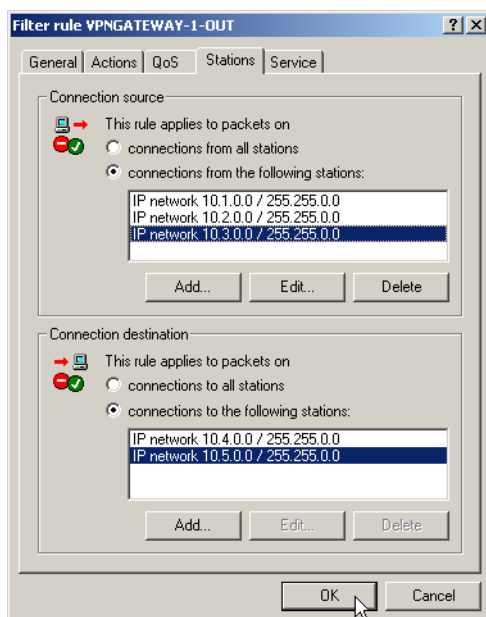 Filter rule VPNGATEWAY-1-OUT
General Actions QoS Stations Service
Connection source
This rule applies to packets on
connections from all stations
connections from the following stations:
IP network 10.1.0.0 / 255.255.0.0
IP network 10.2.0.0 / 255.255.0.0
IP network 10.3.0.0 / 255.255.0.0
Add... Edit... Delete
Connection destination
This rule applies to packets on
connections to all stations
connections to the following stations:
IP network 10.4.0.0 / 255.255.0.0
IP network 10.5.0.0 / 255.255.0.0
Add... Edit... Delete
OK Cancel